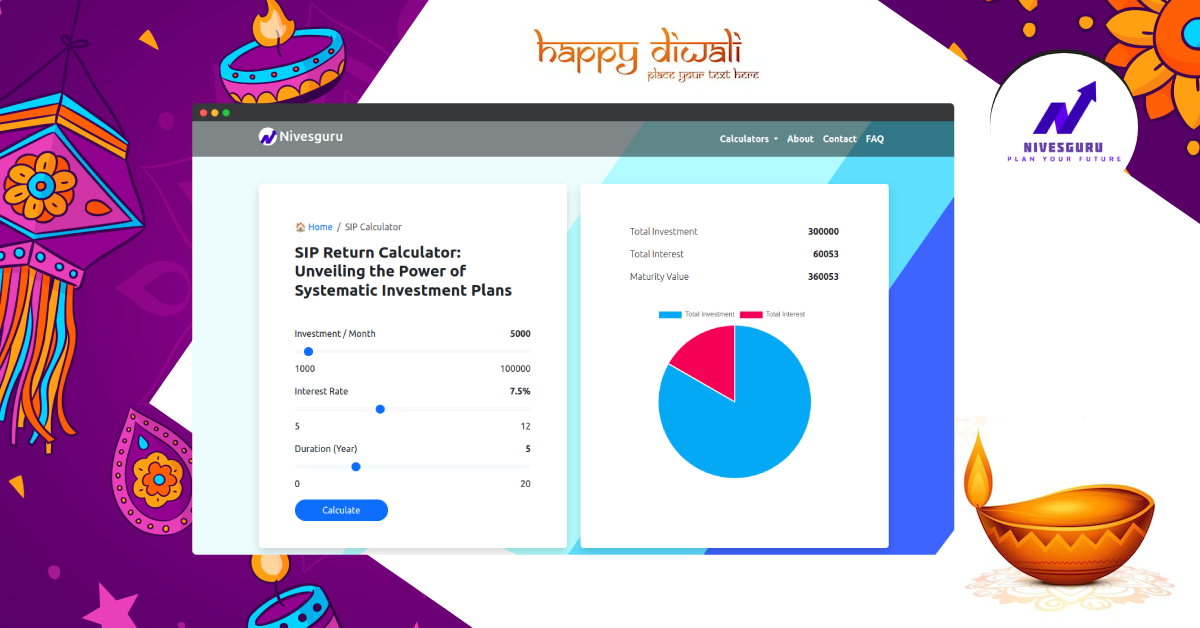 happy diwali
place your text here
NIVESGURU
PLAN YOUR FUTURE
Nivesguru
Calculators About Contact FAQ
Home / SIP Calculator
SIP Return Calculator:
Unveiling the Power of
Systematic Investment Plans
Investment / Month 5000
1000 100000
Interest Rate 7.5%
5 12
Duration (Year) 5
0 20
Calculate
Total Investment 300000
Total Interest 60053
Maturity Value 360053
Total Investment Total Interest